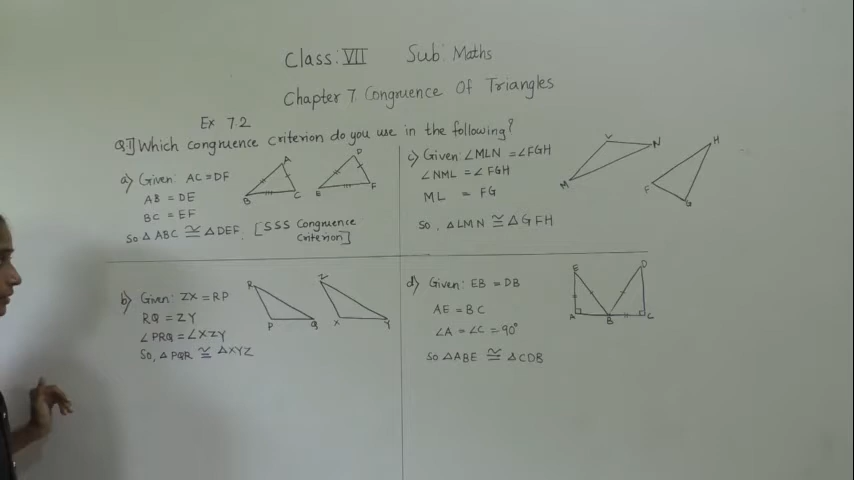 Class: VII Sub: Maths
Chapter 7. Congruence Of Triangles
Ex 7.2
Q1] Which congruence criterion do you use in the following?
a) Given: AC = DF
AB = DE
BC = EF
So △ ABC ≅ △ DEF. [SSS Congruence
Criterion]
A
B
C
D
E
F
c) Given: ∠MLN = ∠FGH
∠NML = ∠FGH
ML = FG
So, △LMN ≅ △GFH
M
N
H
F
G
b) Given: ZX = RP
RQ = ZY
∠PRQ = ∠XZY
So, △ PQR ≅ △XYZ
R
P
Q
Z
X
Y
d) Given: EB = DB
AE = BC
∠A = ∠C = 90°
So △ABE ≅ △CDB
E
D
A
B
C